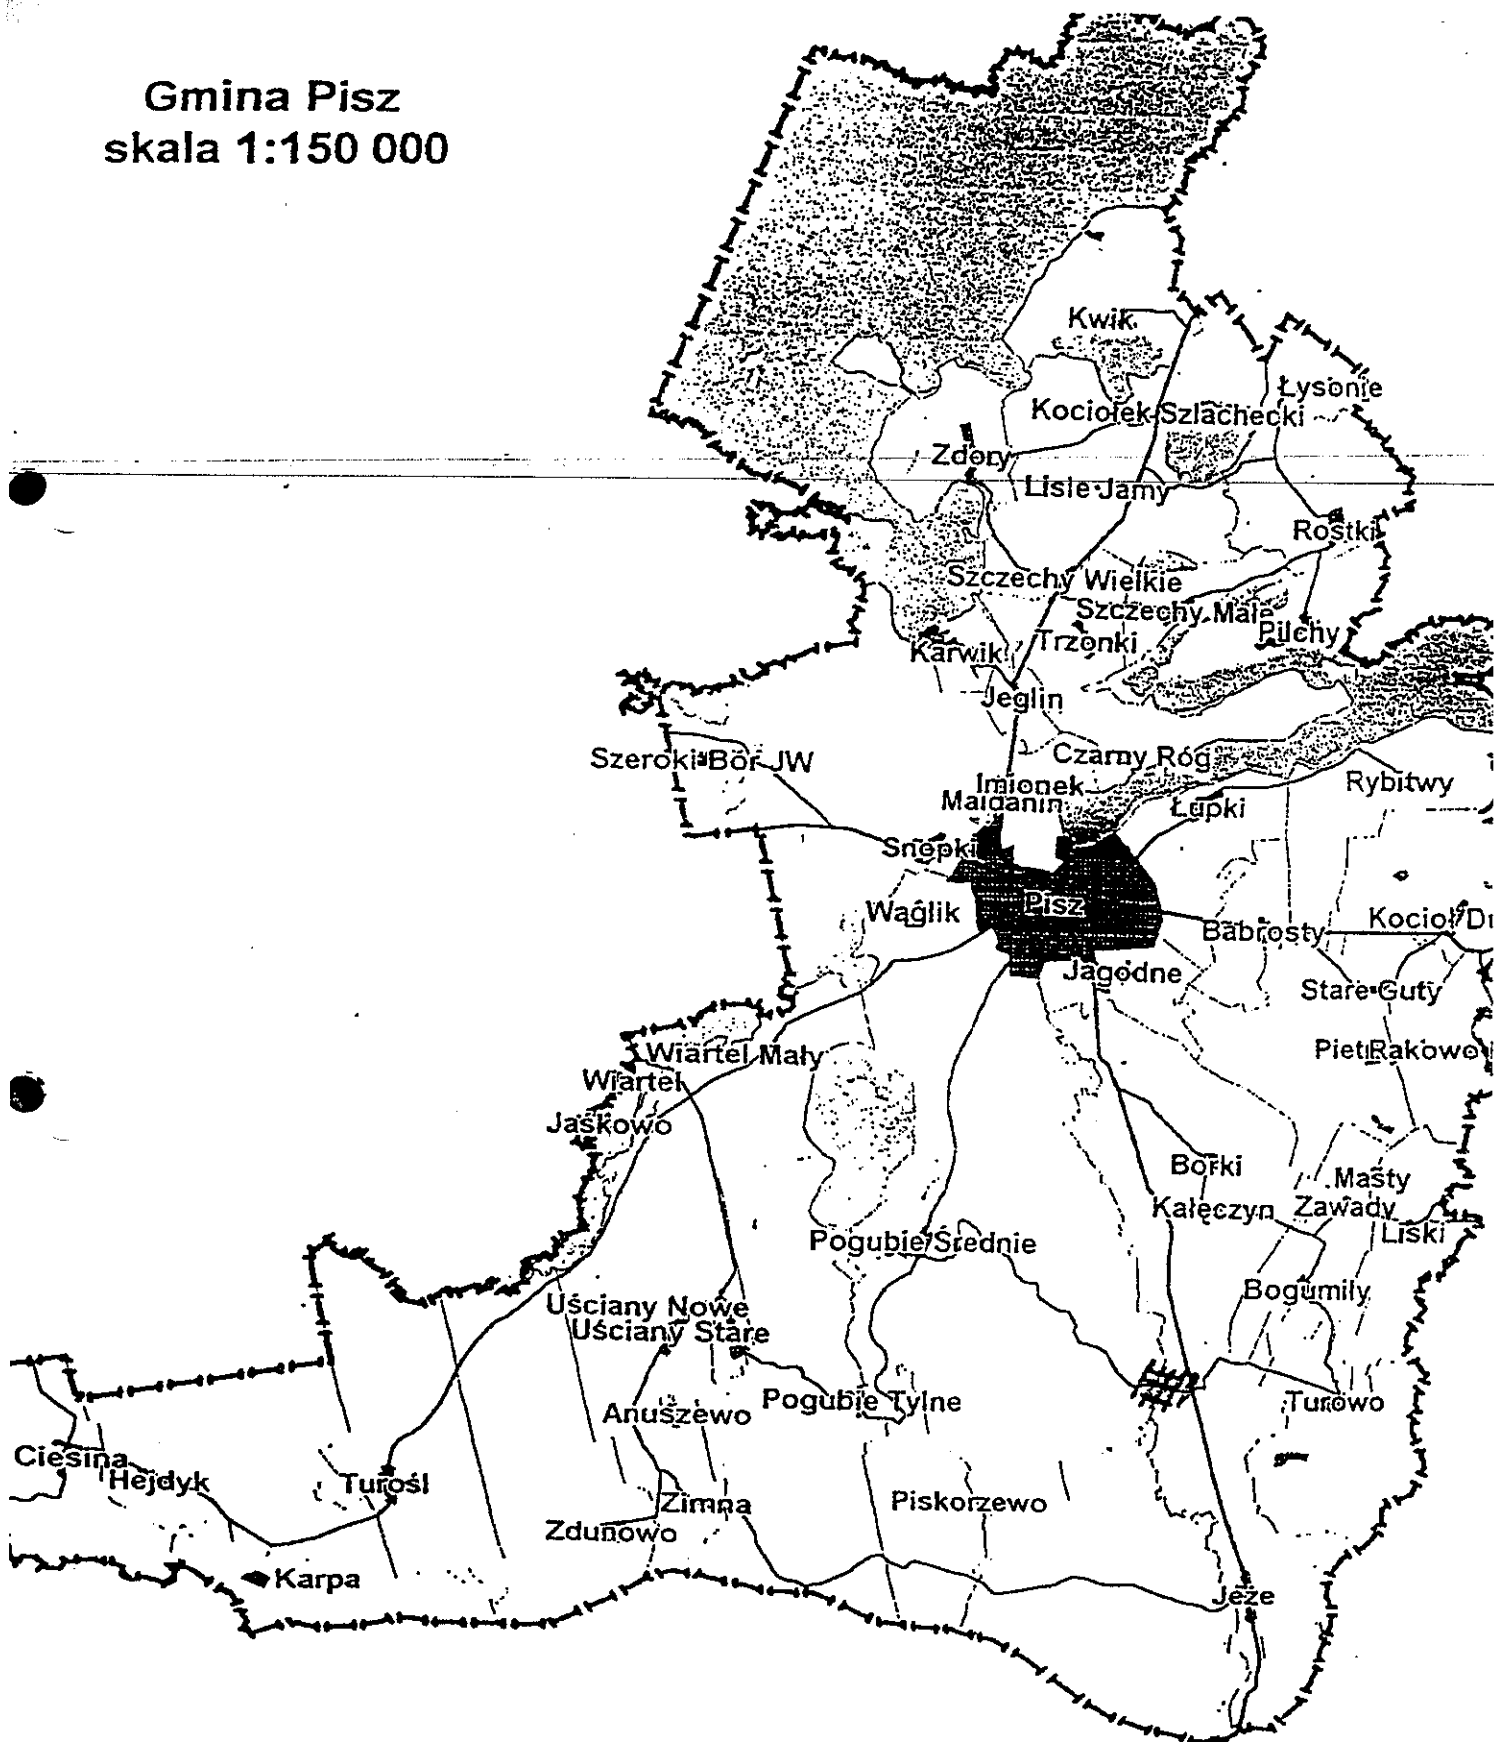 Gmina Pisz
skala 1:150 000
Kwik
Łysonie
Kociołek Szlachecki
Zdory
Lisie Jamy
Rostki
Szczechy Wielkie
Szczechy Małe
Pilchy
Trzonki
Karwik
Jeglin
Czarny Róg
Szeroki Bór JW
Imionek
Maldanin
Rybitwy
Łupki
Snopki
Pisz
Wąglik
Kocioł Du
Babrosty
Jagodne
Stare Guty
Wiartel Mały
Rakowo
Wiartel
Jaśkowo
Borki
Masty
Kałęczyn
Zawady
Liski
Pogubie Średnie
Bogumiły
Uściany Nowe
Uściany Stare
Pogubie Tylne
Turowo
Anuszewo
Ciesina
Hejdyk
Turośl
Zimna
Piskorzewo
Zdunowo
Karpa
Jeże